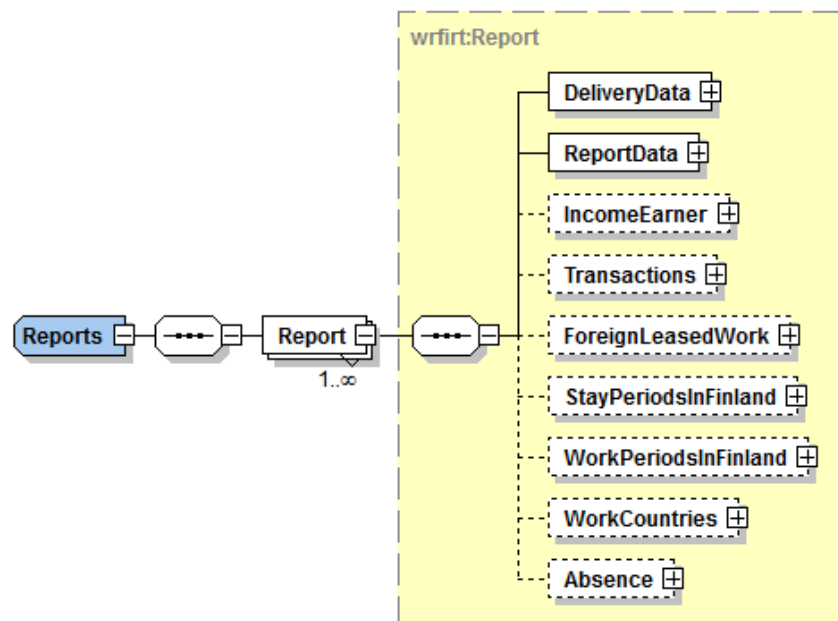 wrfirt:Report
DeliveryData
ReportData
IncomeEarner
Transactions
Reports
Report
1..∞
ForeignLeasedWork
StayPeriodsInFinland
WorkPeriodsInFinland
WorkCountries
Absence